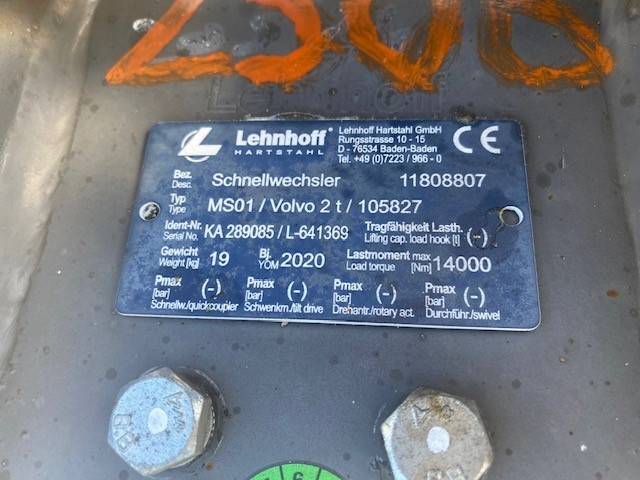 Lehnhoff
Lehnhoff®
HARTSTAHL
Lehnhoff Hartstahl GmbH
Rungsstrasse 10 - 15
D - 76534 Baden-Baden
Tel. +49 (0)7223 / 966 - 0
CE
Bez. Schnellwechsler 11808807
Desc.
Typ MS01 / Volvo 2 t / 105827
Type
Ident-Nr. KA 289085 / L-641369 Tragfähigkeit Lasth. (-)
Serial No. Lifting cap. load hook [t]
Gewicht 19 Bj. 2020 Lastmoment max 14000
Weight [kg] YOM Load torque [Nm]
Pmax (-) Pmax (-) Pmax (-) Pmax (-)
[bar] [bar] [bar] [bar]
Schnellw./quickcoupler Schwenkm./tilt drive Drehantr./rotary act. Durchführ./swivel
6